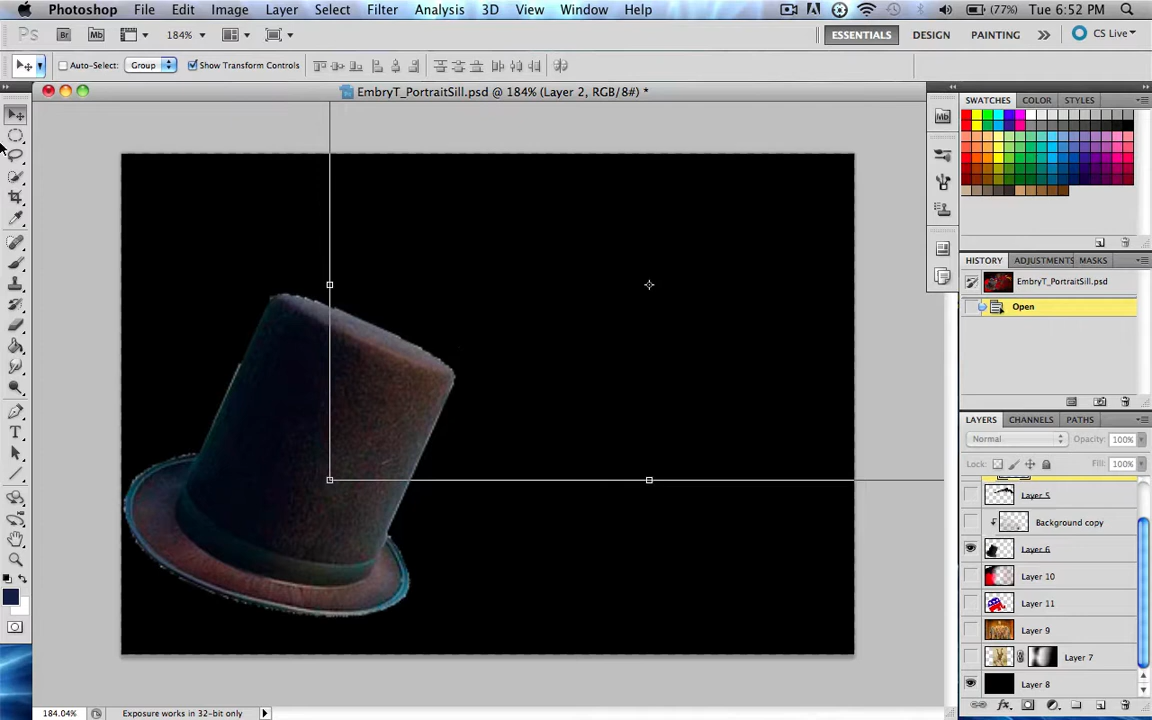 Photoshop File Edit Image Layer Select Filter Analysis 3D View Window Help (77%) Tue 6:52 PM
Ps Br Mb 184% ESSENTIALS DESIGN PAINTING CS Live
Auto-Select: Group Show Transform Controls
EmbryT_PortraitSill.psd @ 184% (Layer 2, RGB/8#) *
SWATCHES COLOR STYLES
Mb
HISTORY ADJUSTMENTS MASKS
EmbryT_PortraitSill.psd
Open
LAYERS CHANNELS PATHS
Normal Opacity: 100%
Lock: Fill: 100%
Layer 5
Background copy
Layer 6
Layer 10
Layer 11
Layer 9
Layer 7
Layer 8
184.04% Exposure works in 32-bit only